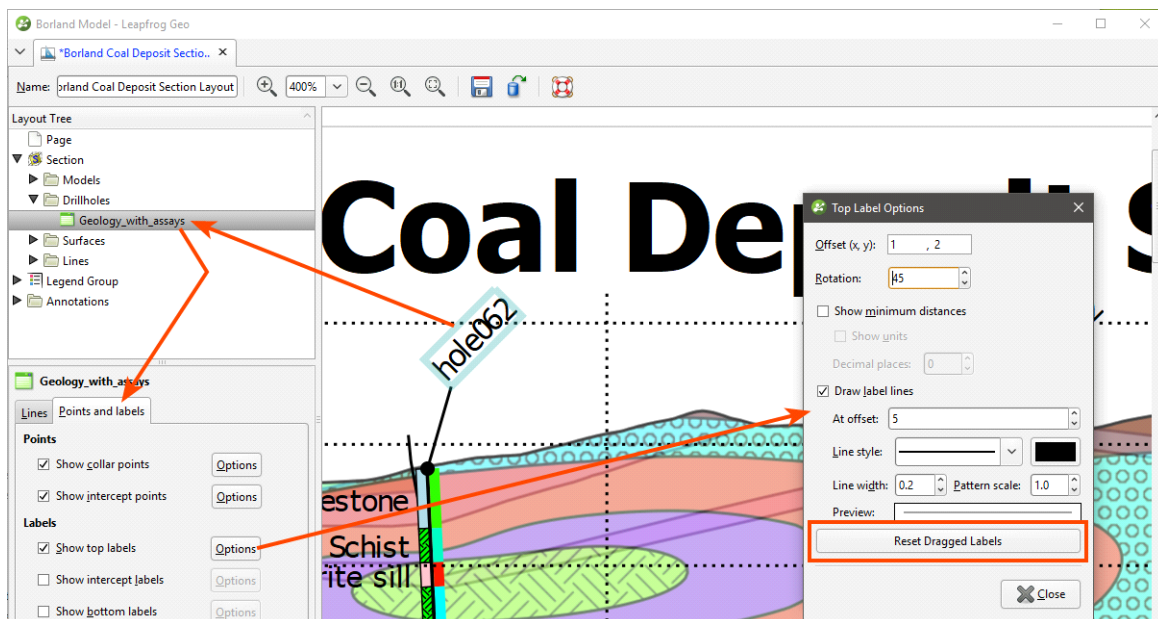 Borland Model - Leapfrog Geo
*Borland Coal Deposit Sectio..
Name: orland Coal Deposit Section Layout 400%
Layout Tree
Page
Section
Models
Drillholes
Geology_with_assays
Surfaces
Lines
Legend Group
Annotations
Coal Dep t S
hole062
estone
Schist
rite sill
Geology_with_assays
Lines Points and labels
Points
Show collar points Options
Show intercept points Options
Labels
Show top labels Options
Show intercept labels Options
Show bottom labels Options
Top Label Options
Offset (x, y): 1 , 2
Rotation: 45
Show minimum distances
Show units
Decimal places: 0
Draw label lines
At offset: 5
Line style:
Line width: 0.2 Pattern scale: 1.0
Preview:
Reset Dragged Labels
Close